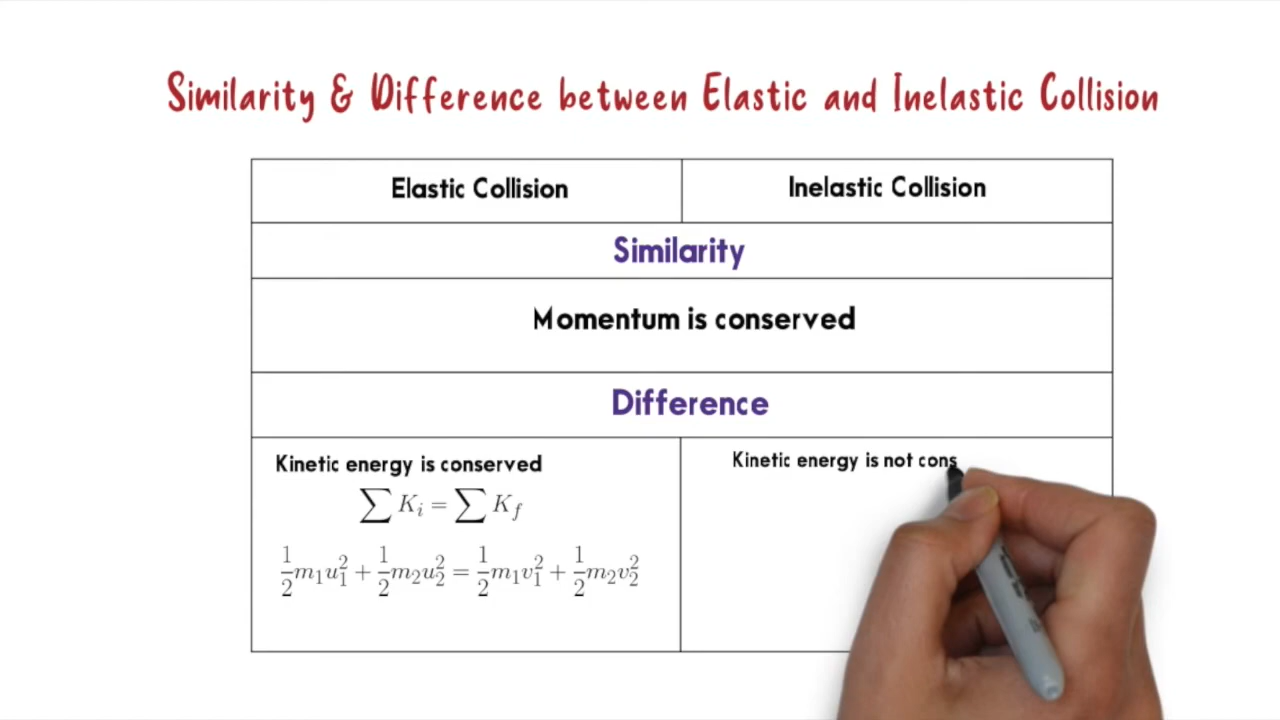 Similarity & Difference between Elastic and Inelastic Collision
Elastic Collision
Inelastic Collision
Similarity
Momentum is conserved
Difference
Kinetic energy is conserved
∑ Kᵢ = ∑ K_f
½m₁u₁² + ½m₂u₂² = ½m₁v₁² + ½m₂v₂²
Kinetic energy is not cons